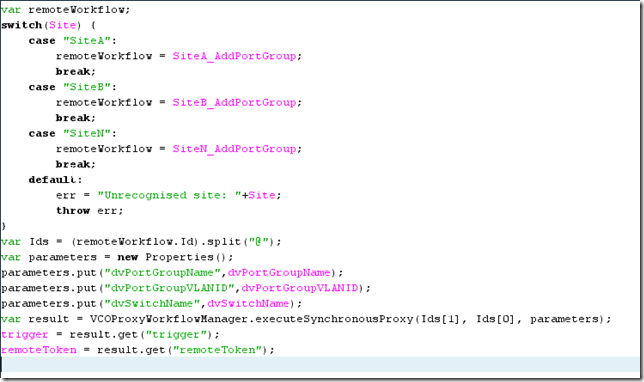 var remoteWorkflow;
switch(Site) {
    case "SiteA":
        remoteWorkflow = SiteA_AddPortGroup;
        break;
    case "SiteB":
        remoteWorkflow = SiteB_AddPortGroup;
        break;
    case "SiteN":
        remoteWorkflow = SiteN_AddPortGroup;
        break;
    default:
        err = "Unrecognised site: "+Site;
        throw err;
}
var Ids = (remoteWorkflow.Id).split("@");
var parameters = new Properties();
parameters.put("dvPortGroupName",dvPortGroupName);
parameters.put("dvPortGroupVLANID",dvPortGroupVLANID);
parameters.put("dvSwitchName",dvSwitchName);
var result = VCOProxyWorkflowManager.executeSynchronousProxy(Ids[1], Ids[0], parameters);
trigger = result.get("trigger");
remoteToken = result.get("remoteToken");